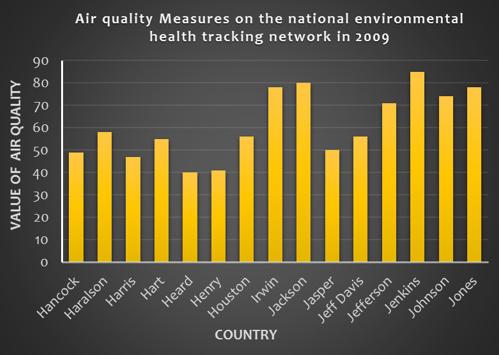 Air quality Measures on the national environmental
health tracking network in 2009
VALUE OF AIR QUALITY
90
80
70
60
50
40
30
20
10
0
Hancock
Haralson
Harris
Hart
Heard
Henry
Houston
Irwin
Jackson
Jasper
Jeff Davis
Jefferson
Jenkins
Johnson
Jones
COUNTRY